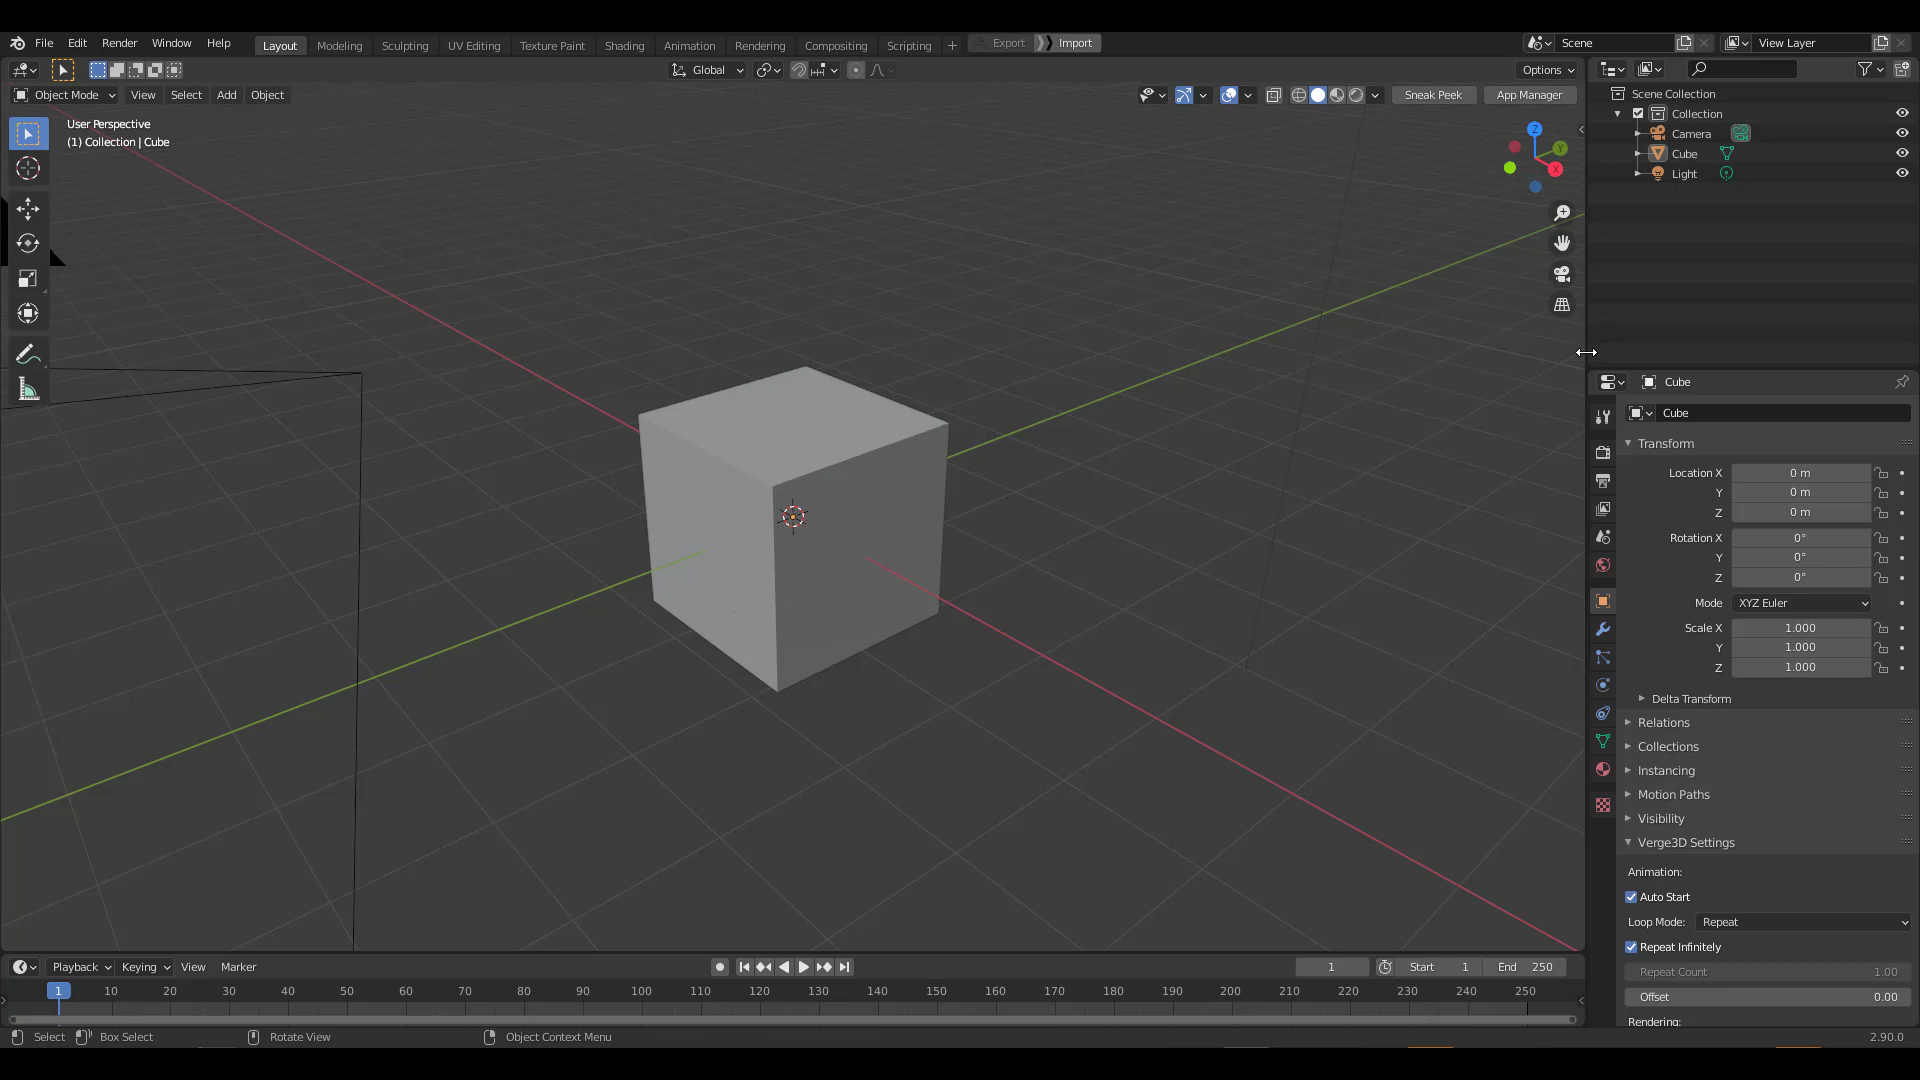 File Edit Render Window Help Layout Modeling Sculpting UV Editing Texture Paint Shading Animation Rendering Compositing Scripting + Export Import Scene View Layer
Global Options
Object Mode View Select Add Object Sneak Peek App Manager
User Perspective
(1) Collection | Cube
Z
Y
X
Scene Collection
Collection
Camera
Cube
Light
Cube
Cube
Transform
Location X 0 m
Y 0 m
Z 0 m
Rotation X 0°
Y 0°
Z 0°
Mode XYZ Euler
Scale X 1.000
Y 1.000
Z 1.000
Delta Transform
Relations
Collections
Instancing
Motion Paths
Visibility
Verge3D Settings
Animation:
Auto Start
Loop Mode: Repeat
Repeat Infinitely
Repeat Count 1.00
Offset 0.00
Rendering:
Playback Keying View Marker 1 Start 1 End 250
1 10 20 30 40 50 60 70 80 90 100 110 120 130 140 150 160 170 180 190 200 210 220 230 240 250
Select Box Select Rotate View Object Context Menu 2.90.0